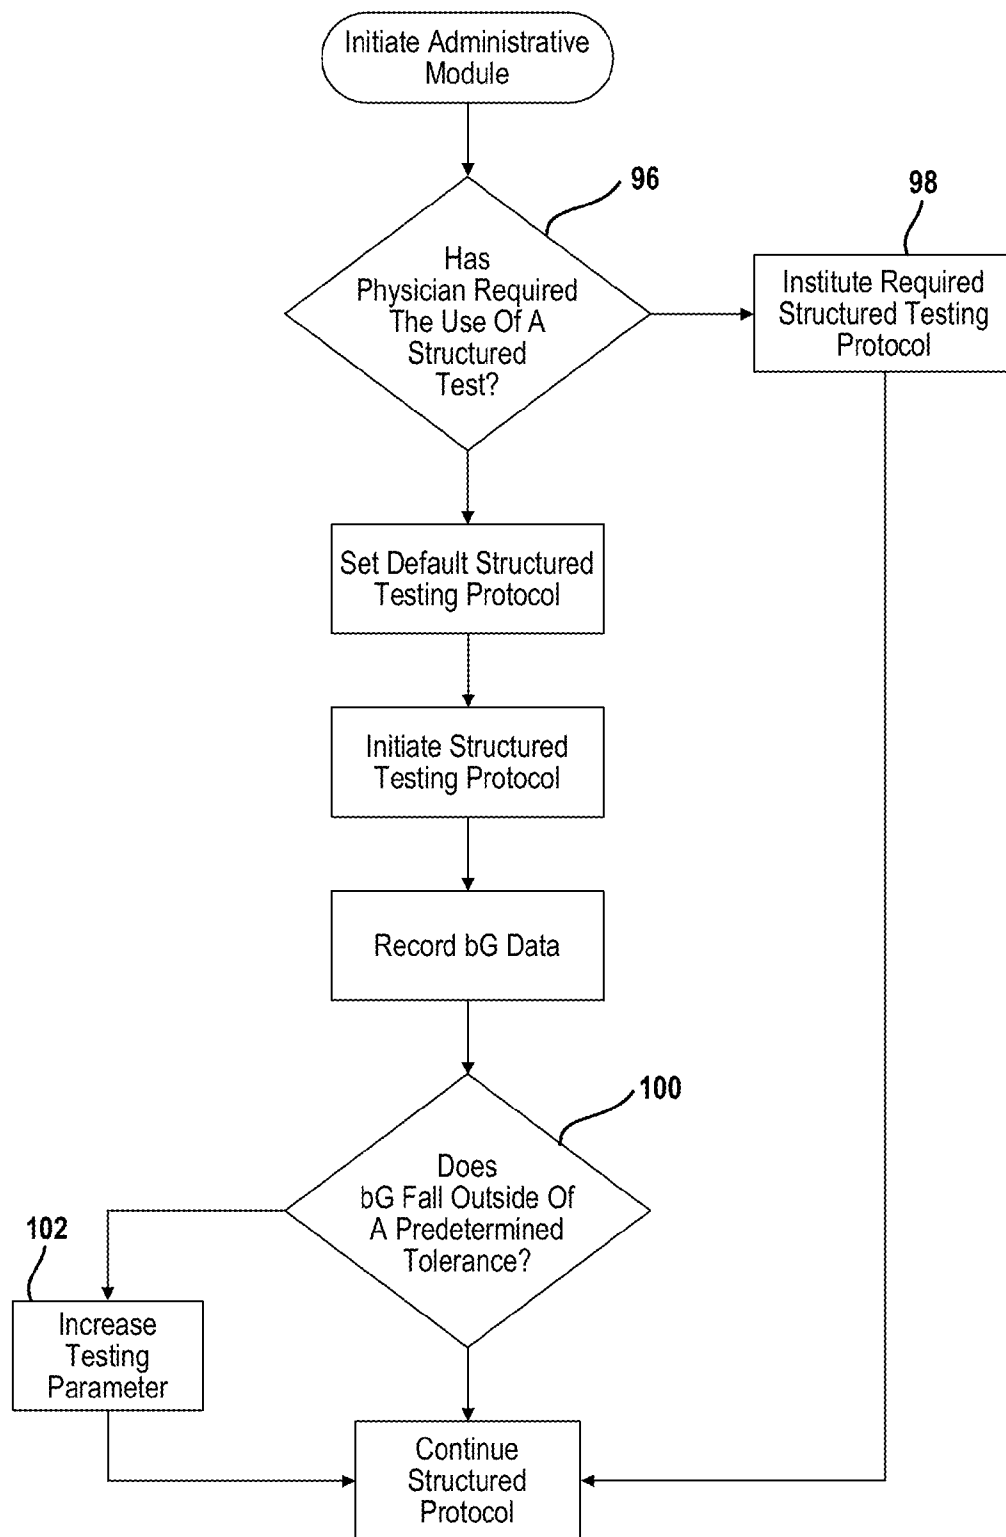 Initiate Administrative
Module
96
98
Has
Physician Required
The Use Of A
Structured
Test?
Institute Required
Structured Testing
Protocol
Set Default Structured
Testing Protocol
Initiate Structured
Testing Protocol
Record bG Data
100
Does
bG Fall Outside Of
A Predetermined
Tolerance?
102
Increase
Testing
Parameter
Continue
Structured
Protocol